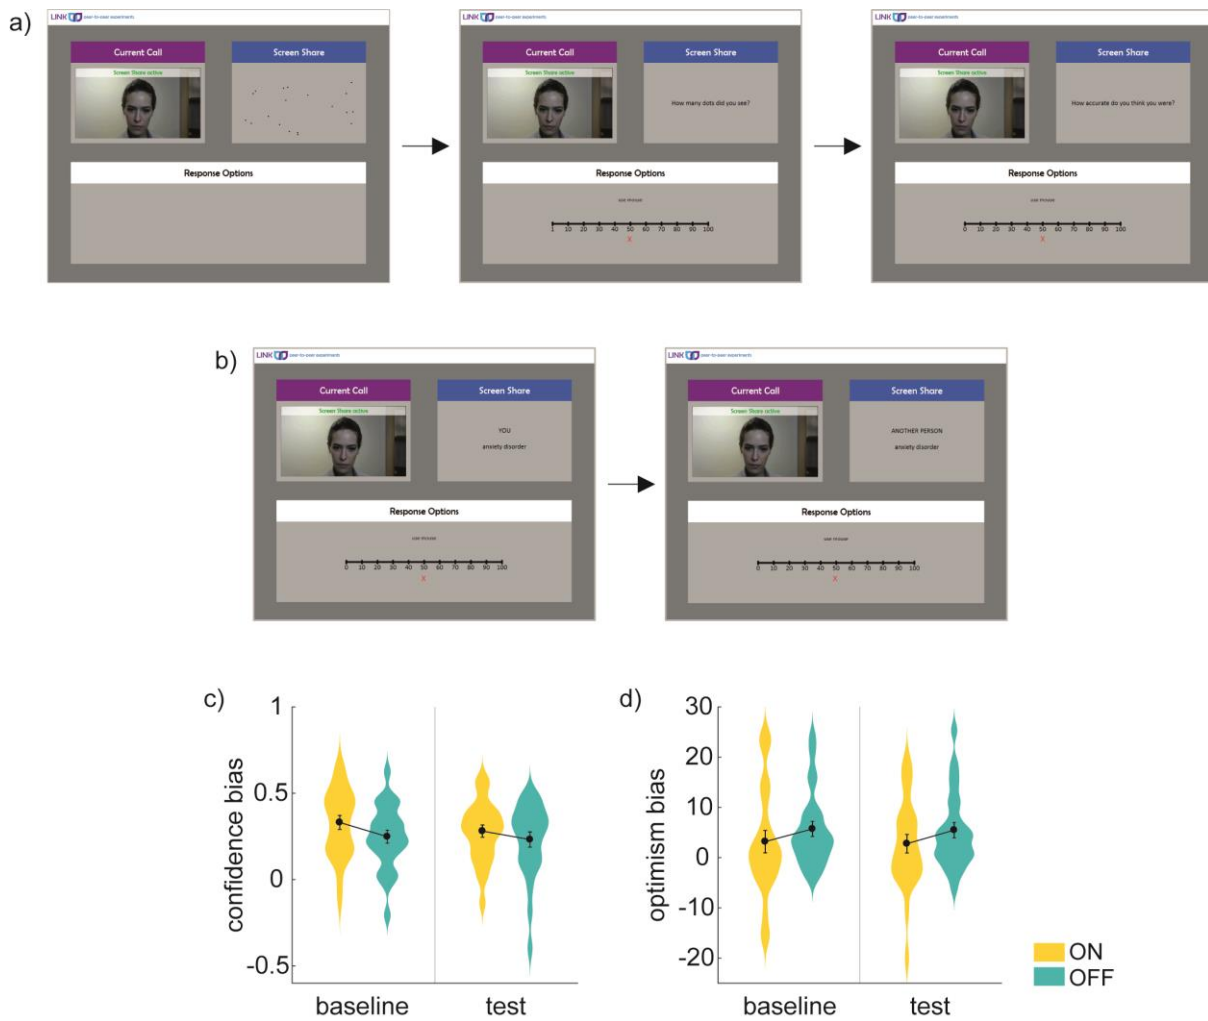 a)
LINK peer-to-peer experiments
Current Call
Screen Share
Screen Share active
Response Options
LINK peer-to-peer experiments
Current Call
Screen Share
Screen Share active
How many dots did you see?
Response Options
use mouse
1 10 20 30 40 50 60 70 80 90 100
X
LINK peer-to-peer experiments
Current Call
Screen Share
Screen Share active
How accurate do you think you were?
Response Options
use mouse
0 10 20 30 40 50 60 70 80 90 100
X
b)
LINK peer-to-peer experiments
Current Call
Screen Share
Screen Share active
YOU
anxiety disorder
Response Options
use mouse
0 10 20 30 40 50 60 70 80 90 100
X
LINK peer-to-peer experiments
Current Call
Screen Share
Screen Share active
ANOTHER PERSON
anxiety disorder
Response Options
use mouse
0 10 20 30 40 50 60 70 80 90 100
X
c)
confidence bias
1
0.5
0
-0.5
baseline test
d)
optimism bias
30
20
10
0
-10
-20
baseline test
ON
OFF